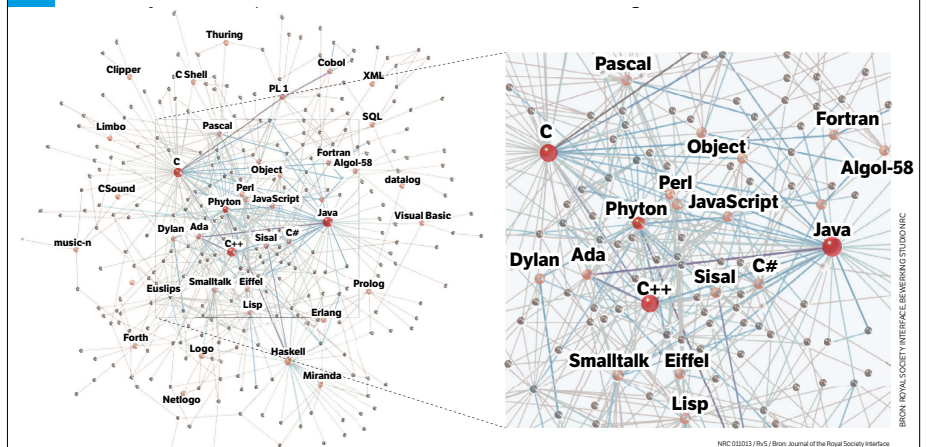 Thuring
Clipper
C Shell
Cobol
XML
PL 1
SQL
Limbo
Pascal
C
Fortran
Algol-58
Object
datalog
CSound
Perl
JavaScript
Phyton
Java
Visual Basic
Dylan
Ada
Sisal
C#
music-n
C++
Euslips
Smalltalk
Eiffel
Prolog
Lisp
Erlang
Forth
Logo
Haskell
Miranda
Netlogo
Pascal
C
Fortran
Object
Algol-58
Perl
JavaScript
Phyton
Java
Dylan
Ada
C#
Sisal
C++
Smalltalk
Eiffel
Lisp
BRON: ROYAL SOCIETY INTERFACE, BEWERKING STUDIO NRC
NRC 011013 / RvS / Bron: Journal of the Royal Society Interface